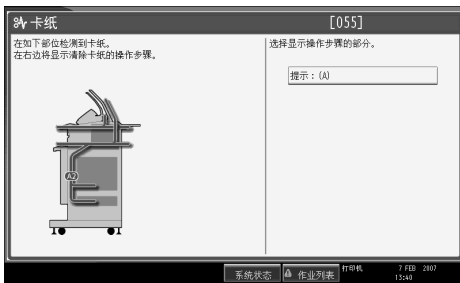 卡纸
[055]
在如下部位检测到卡纸。
在右边将显示清除卡纸的操作步骤。
选择显示操作步骤的部分。
提示：(A)
A2
系统状态
作业列表
打印机
7 FEB 2007
13:40